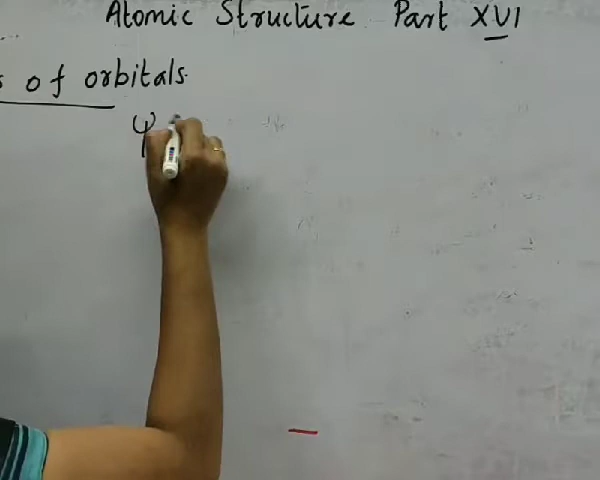 Atomic Structure Part XVI
...
s of orbitals
ψ